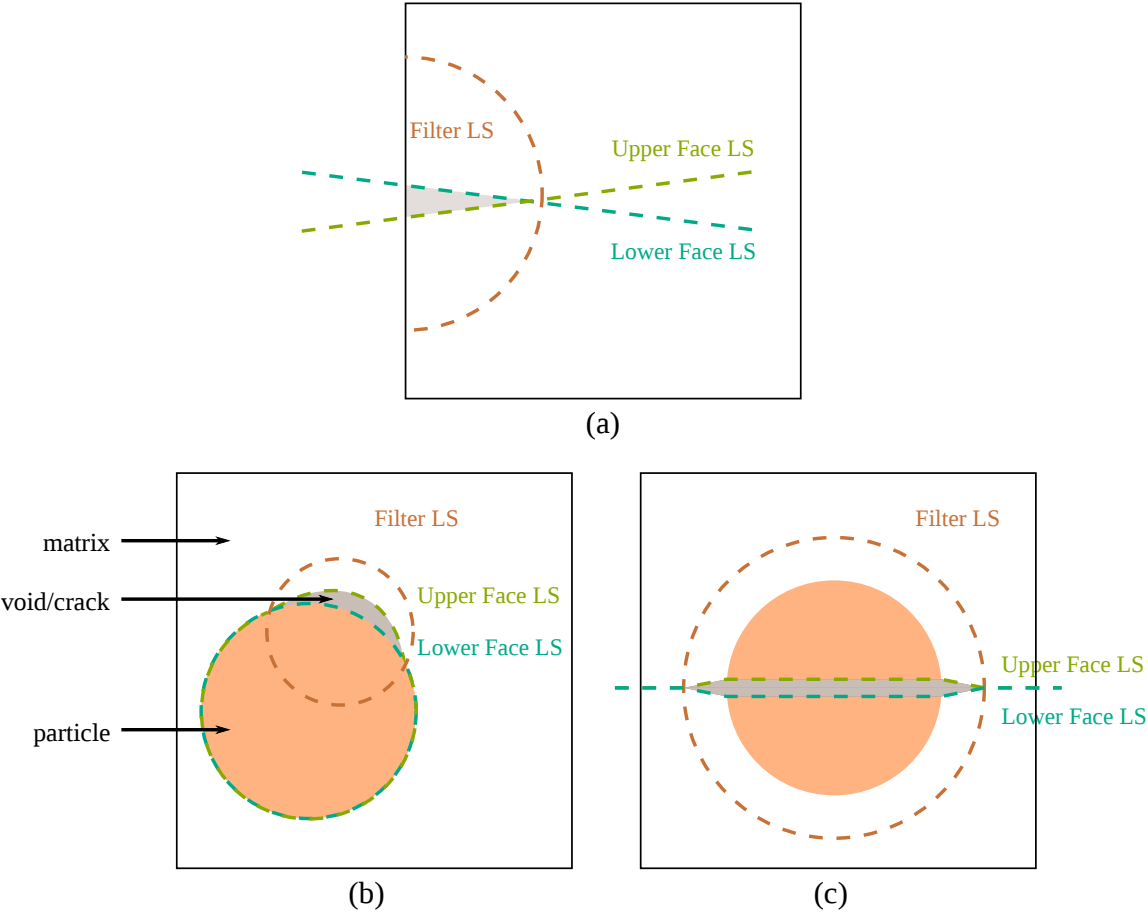 Filter LS
Upper Face LS
Lower Face LS
(a)
Filter LS
matrix
void/crack
Upper Face LS
Lower Face LS
particle
(b)
Filter LS
Upper Face LS
Lower Face LS
(c)